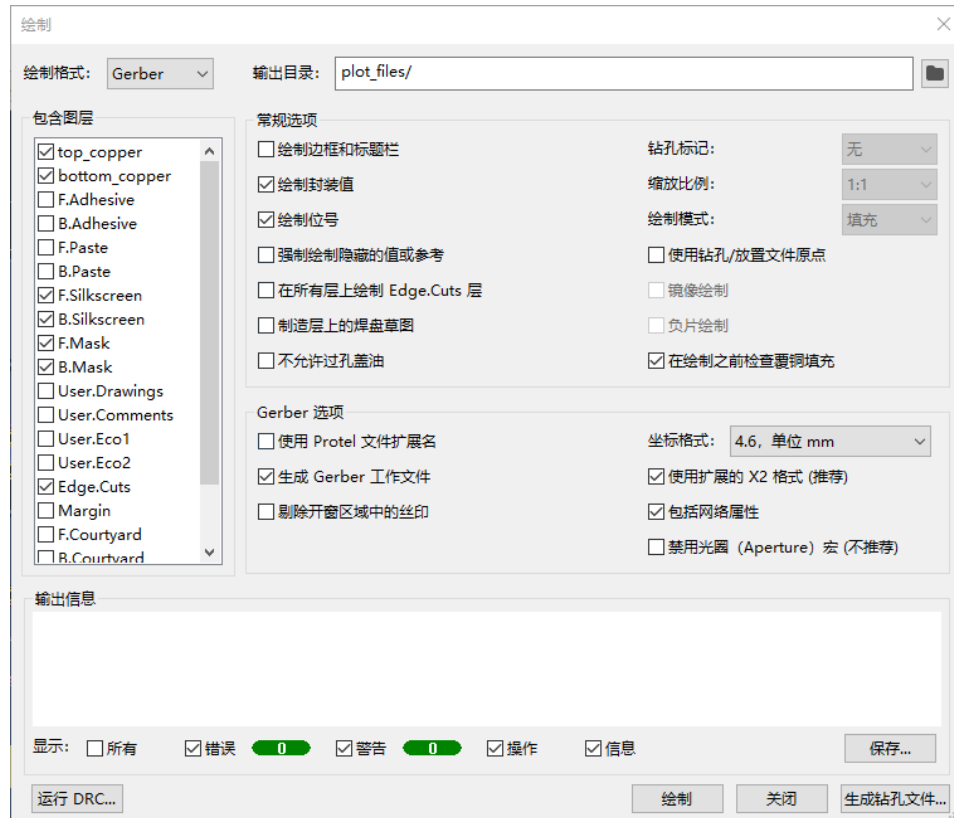 绘制
绘制格式: Gerber 输出目录: plot_files/
包含图层
top_copper
bottom_copper
F.Adhesive
B.Adhesive
F.Paste
B.Paste
F.Silkscreen
B.Silkscreen
F.Mask
B.Mask
User.Drawings
User.Comments
User.Eco1
User.Eco2
Edge.Cuts
Margin
F.Courtyard
B.Courtyard
常规选项
绘制边框和标题栏 钻孔标记: 无
绘制封装值 缩放比例: 1:1
绘制位号 绘制模式: 填充
强制绘制隐藏的值或参考 使用钻孔/放置文件原点
在所有层上绘制 Edge.Cuts 层 镜像绘制
制造层上的焊盘草图 负片绘制
不允许过孔盖油 在绘制之前检查覆铜填充
Gerber 选项
使用 Protel 文件扩展名 坐标格式: 4.6，单位 mm
生成 Gerber 工作文件 使用扩展的 X2 格式 (推荐)
剔除开窗区域中的丝印 包括网络属性
禁用光圈（Aperture）宏 (不推荐)
输出信息
显示: 所有 错误 0 警告 0 操作 信息 保存...
运行 DRC... 绘制 关闭 生成钻孔文件...